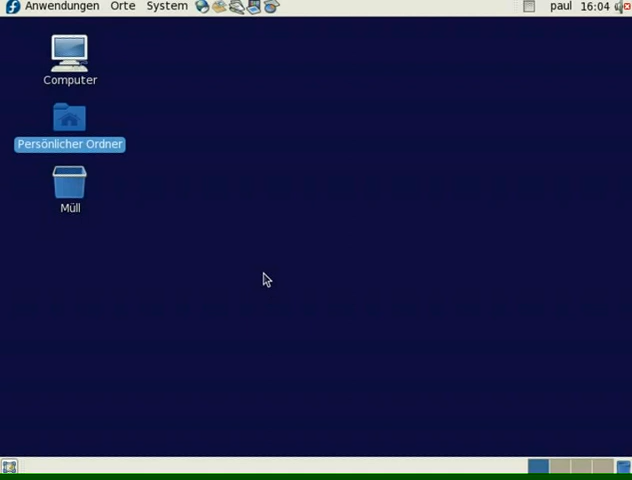 Anwendungen Orte System paul 16:04
Computer
Persönlicher Ordner
Müll